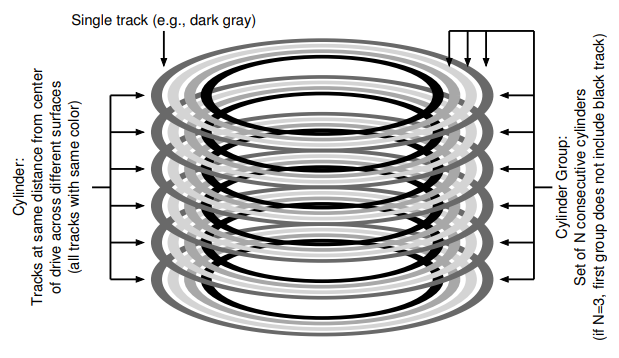 Single track (e.g., dark gray)
Cylinder:
Tracks at same distance from center
of drive across different surfaces
(all tracks with same color)
Cylinder Group:
Set of N consecutive cylinders
(if N=3, first group does not include black track)